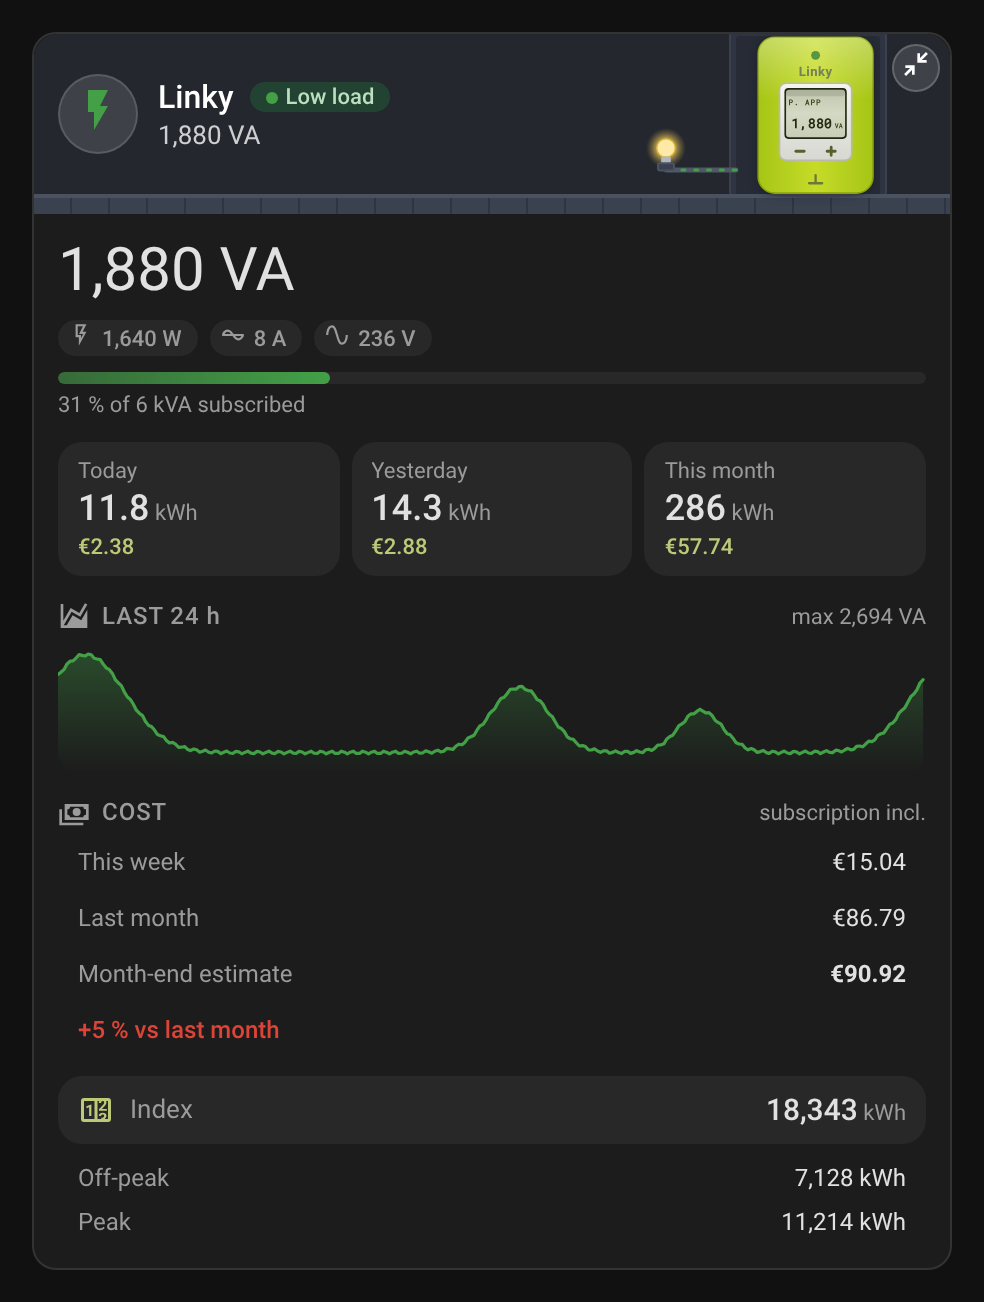 Linky
Low load
1,880 VA
Linky
P. APP
1,880 VA
1,880 VA
1,640 W
8 A
236 V
31 % of 6 kVA subscribed
Today
11.8 kWh
€2.38
Yesterday
14.3 kWh
€2.88
This month
286 kWh
€57.74
LAST 24 h
max 2,694 VA
COST
subscription incl.
This week
€15.04
Last month
€86.79
Month-end estimate
€90.92
+5 % vs last month
Index
18,343 kWh
Off-peak
7,128 kWh
Peak
11,214 kWh